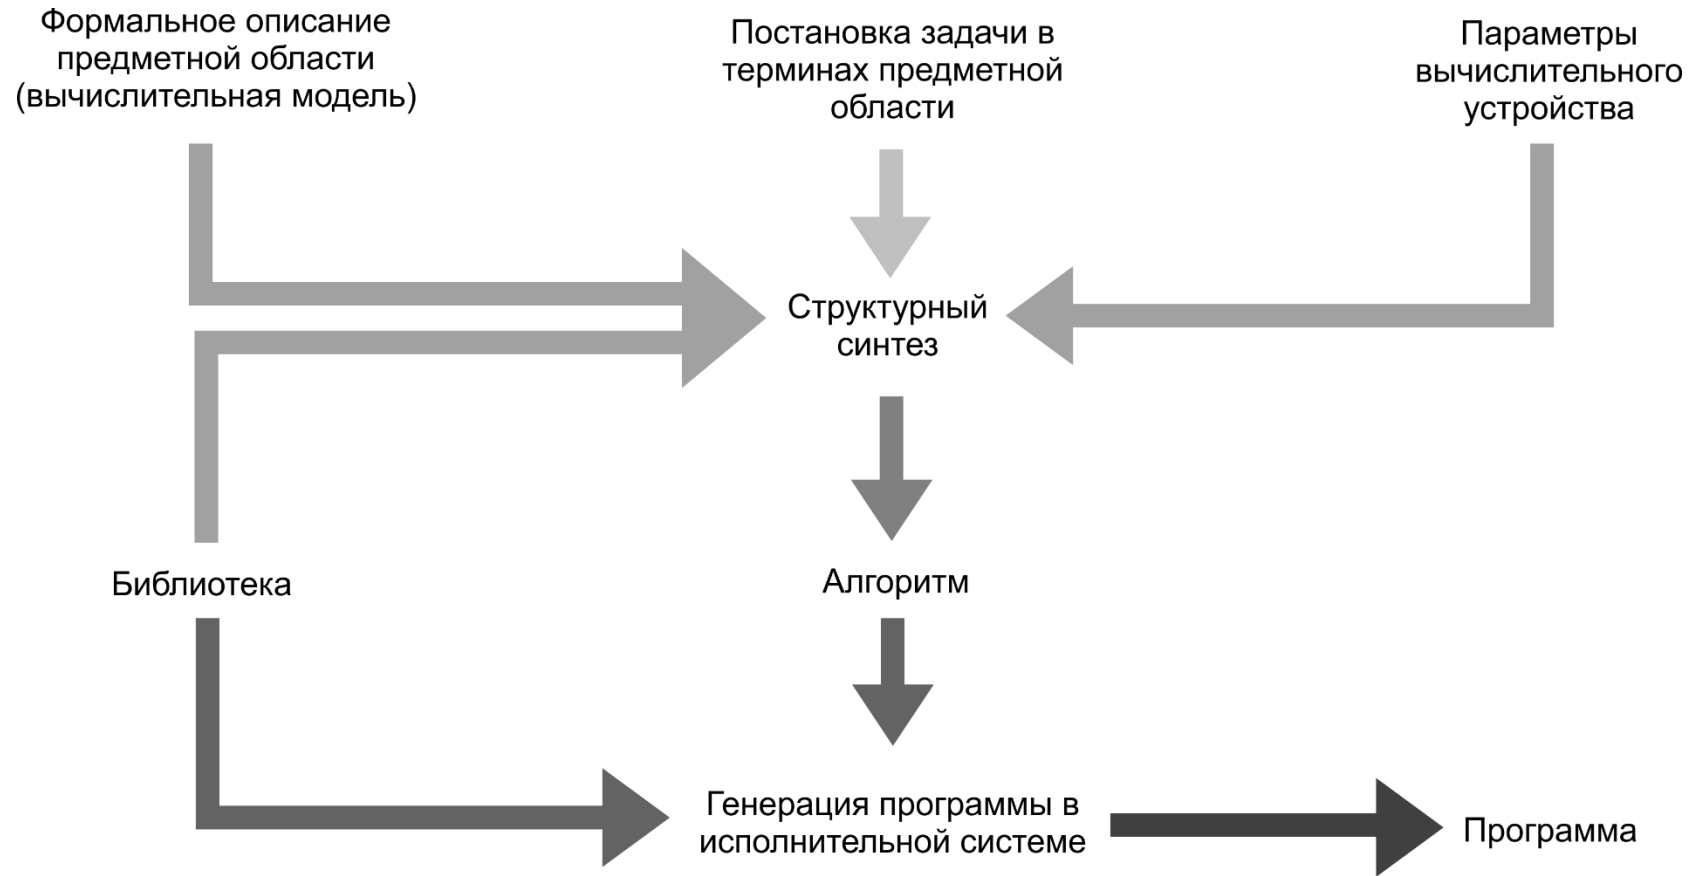 Формальное описание
предметной области
(вычислительная модель)
Постановка задачи в
терминах предметной
области
Параметры
вычислительного
устройства
Структурный
синтез
Библиотека
Алгоритм
Генерация программы в
исполнительной системе
Программа